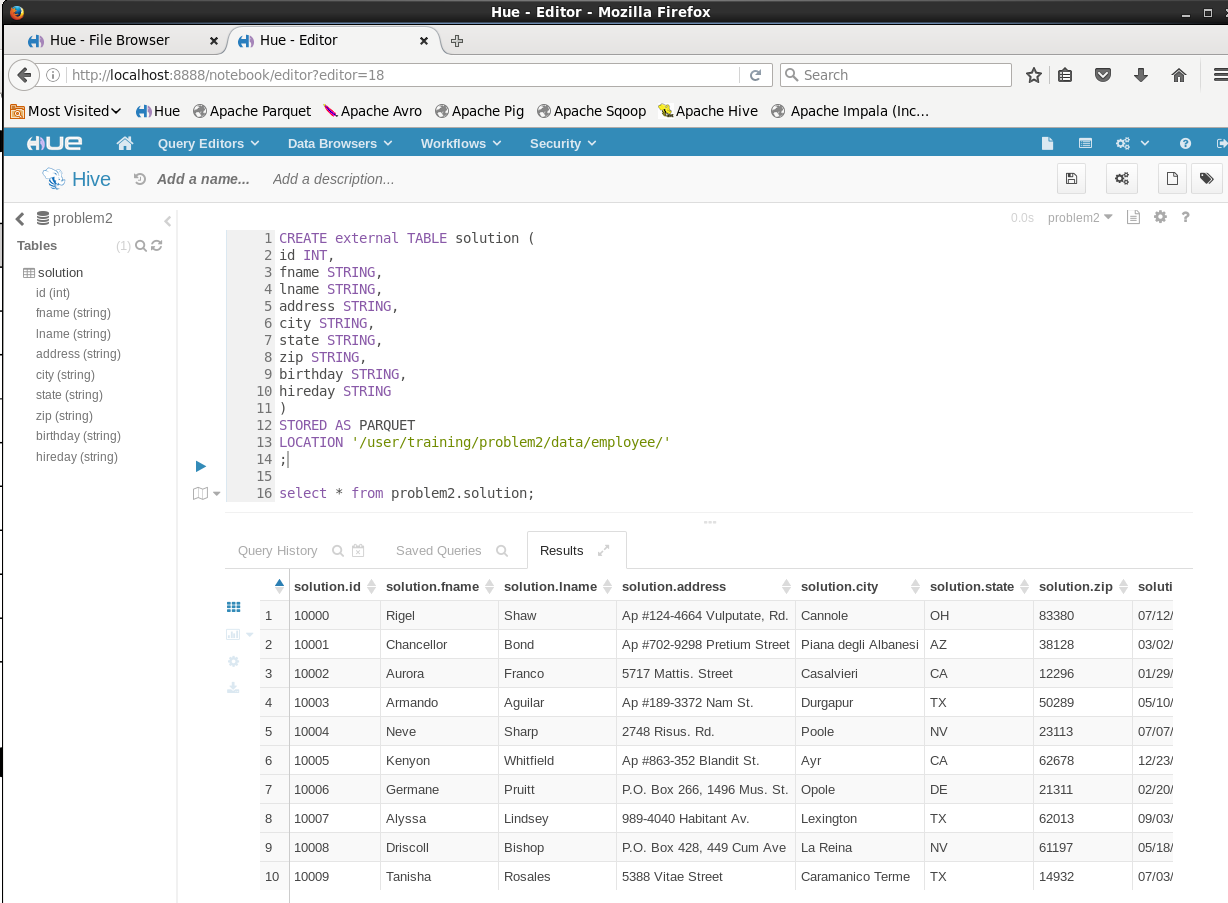 Hue - Editor - Mozilla Firefox
Hue - File Browser
Hue - Editor
http://localhost:8888/notebook/editor?editor=18
Search
Most Visited
Hue
Apache Parquet
Apache Avro
Apache Pig
Apache Sqoop
Apache Hive
Apache Impala (Inc...
HUE
Query Editors
Data Browsers
Workflows
Security
Hive
Add a name...
Add a description...
problem2
Tables
(1)
solution
id (int)
fname (string)
lname (string)
address (string)
city (string)
state (string)
zip (string)
birthday (string)
hireday (string)
0.0s
problem2
1 CREATE external TABLE solution (
2 id INT,
3 fname STRING,
4 lname STRING,
5 address STRING,
6 city STRING,
7 state STRING,
8 zip STRING,
9 birthday STRING,
10 hireday STRING
11 )
12 STORED AS PARQUET
13 LOCATION '/user/training/problem2/data/employee/'
14 ;
15
16 select * from problem2.solution;
Query History
Saved Queries
Results
solution.id solution.fname solution.lname solution.address solution.city solution.state solution.zip soluti
1 10000 Rigel Shaw Ap #124-4664 Vulputate, Rd. Cannole OH 83380 07/12/
2 10001 Chancellor Bond Ap #702-9298 Pretium Street Piana degli Albanesi AZ 38128 03/02/
3 10002 Aurora Franco 5717 Mattis. Street Casalvieri CA 12296 01/29/
4 10003 Armando Aguilar Ap #189-3372 Nam St. Durgapur TX 50289 05/10/
5 10004 Neve Sharp 2748 Risus. Rd. Poole NV 23113 07/07/
6 10005 Kenyon Whitfield Ap #863-352 Blandit St. Ayr CA 62678 12/23/
7 10006 Germane Pruitt P.O. Box 266, 1496 Mus. St. Opole DE 21311 02/20/
8 10007 Alyssa Lindsey 989-4040 Habitant Av. Lexington TX 62013 09/03/
9 10008 Driscoll Bishop P.O. Box 428, 449 Cum Ave La Reina NV 61197 05/18/
10 10009 Tanisha Rosales 5388 Vitae Street Caramanico Terme TX 14932 07/03/